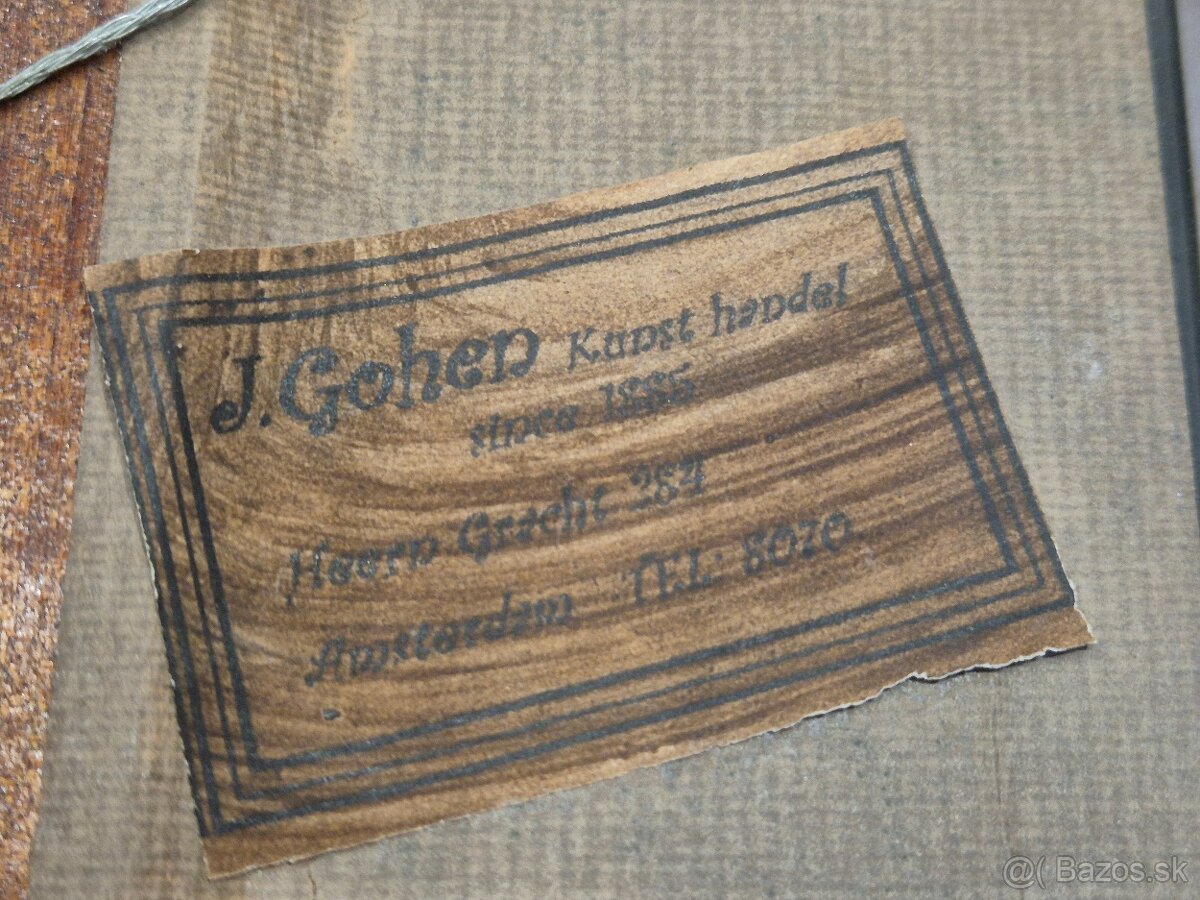 J. Gohen Kunst handel
since 1885
Heern Gracht 284
Amsterdam, TEL: 8070.
@( Bazos.sk